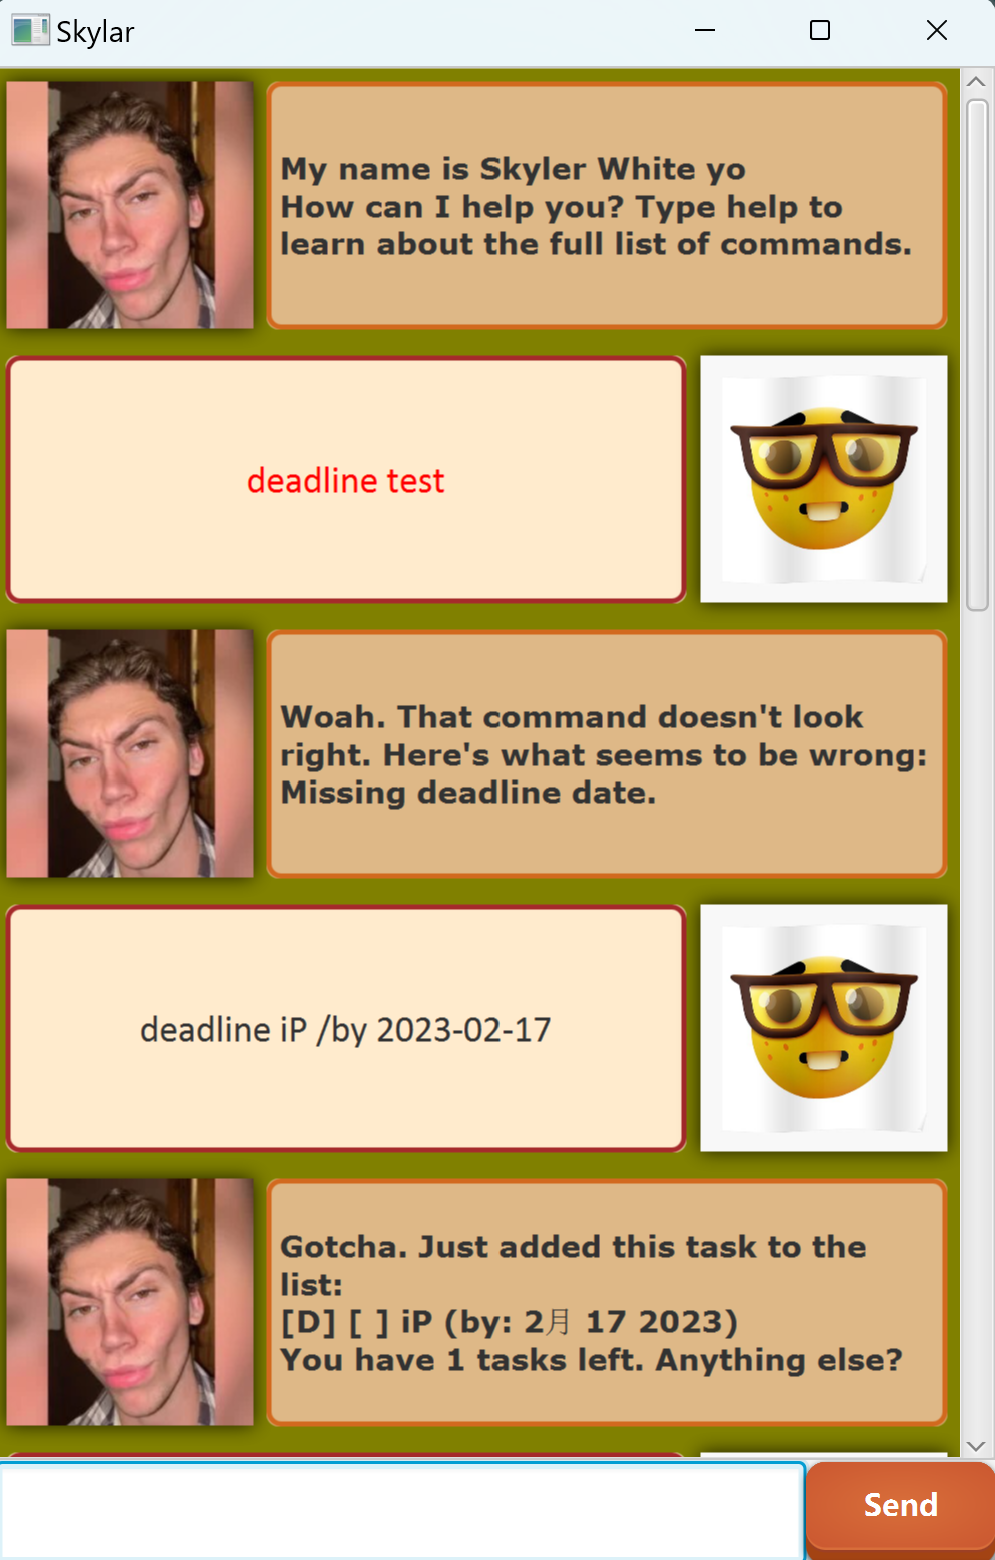 Skylar
My name is Skyler White yo
How can I help you? Type help to
learn about the full list of commands.
deadline test
Woah. That command doesn't look
right. Here's what seems to be wrong:
Missing deadline date.
deadline iP /by 2023-02-17
Gotcha. Just added this task to the
list:
[D] [ ] iP (by: 2月 17 2023)
You have 1 tasks left. Anything else?
Send